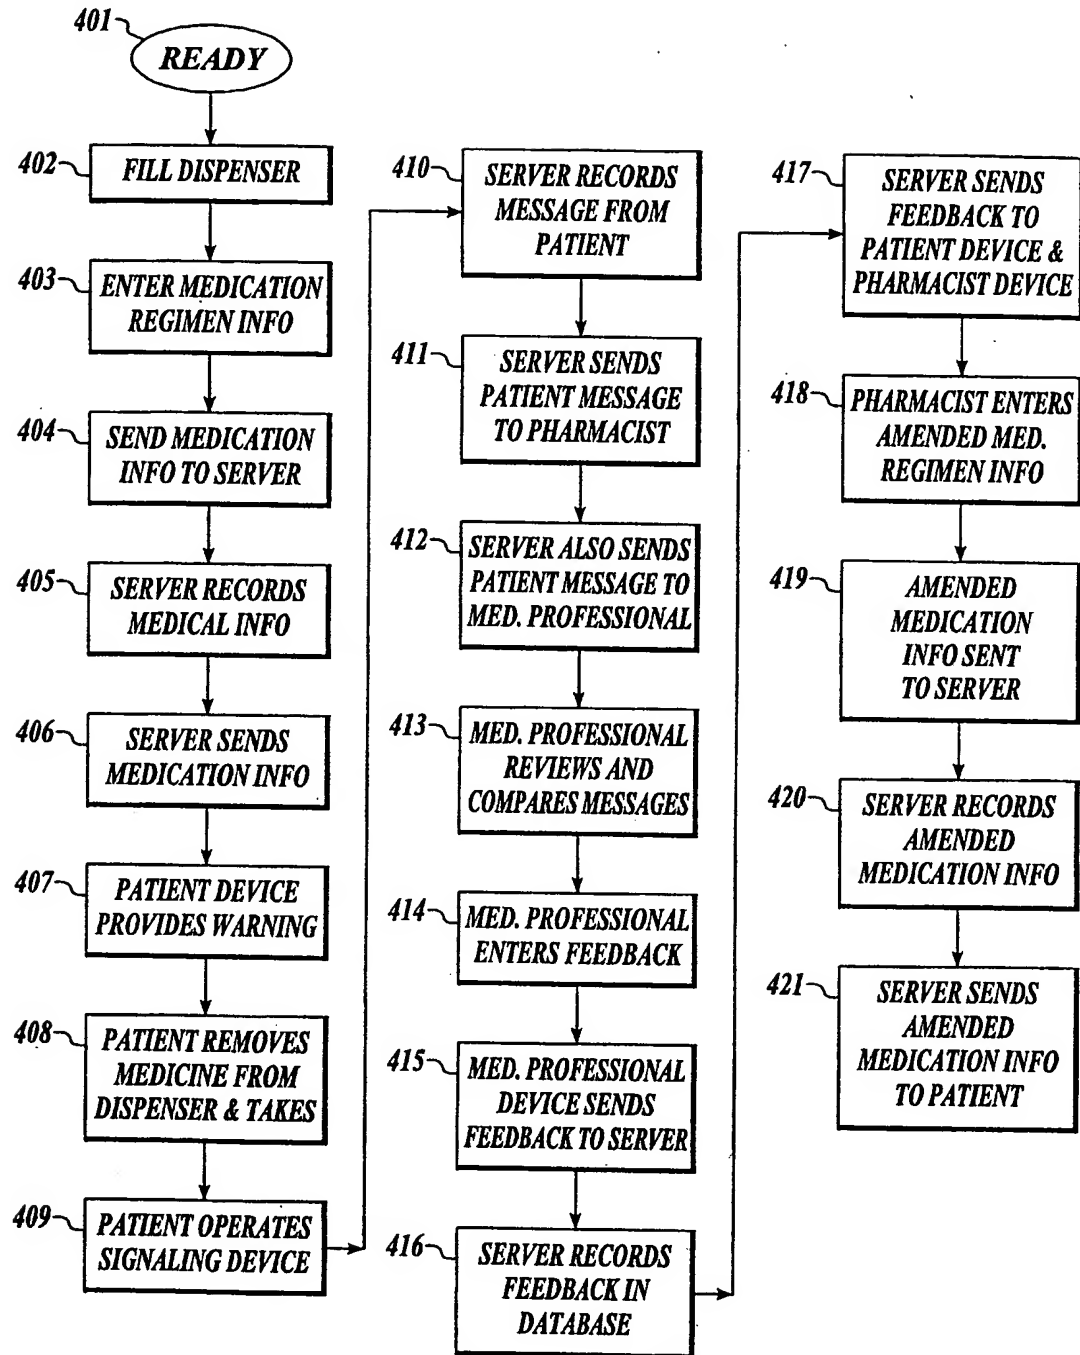 401
READY
402
FILL DISPENSER
403
ENTER MEDICATION
REGIMEN INFO
404
SEND MEDICATION
INFO TO SERVER
405
SERVER RECORDS
MEDICAL INFO
406
SERVER SENDS
MEDICATION INFO
407
PATIENT DEVICE
PROVIDES WARNING
408
PATIENT REMOVES
MEDICINE FROM
DISPENSER & TAKES
409
PATIENT OPERATES
SIGNALING DEVICE
410
SERVER RECORDS
MESSAGE FROM
PATIENT
411
SERVER SENDS
PATIENT MESSAGE
TO PHARMACIST
412
SERVER ALSO SENDS
PATIENT MESSAGE TO
MED. PROFESSIONAL
413
MED. PROFESSIONAL
REVIEWS AND
COMPARES MESSAGES
414
MED. PROFESSIONAL
ENTERS FEEDBACK
415
MED. PROFESSIONAL
DEVICE SENDS
FEEDBACK TO SERVER
416
SERVER RECORDS
FEEDBACK IN
DATABASE
417
SERVER SENDS
FEEDBACK TO
PATIENT DEVICE &
PHARMACIST DEVICE
418
PHARMACIST ENTERS
AMENDED MED.
REGIMEN INFO
419
AMENDED
MEDICATION
INFO SENT
TO SERVER
420
SERVER RECORDS
AMENDED
MEDICATION INFO
421
SERVER SENDS
AMENDED
MEDICATION INFO
TO PATIENT